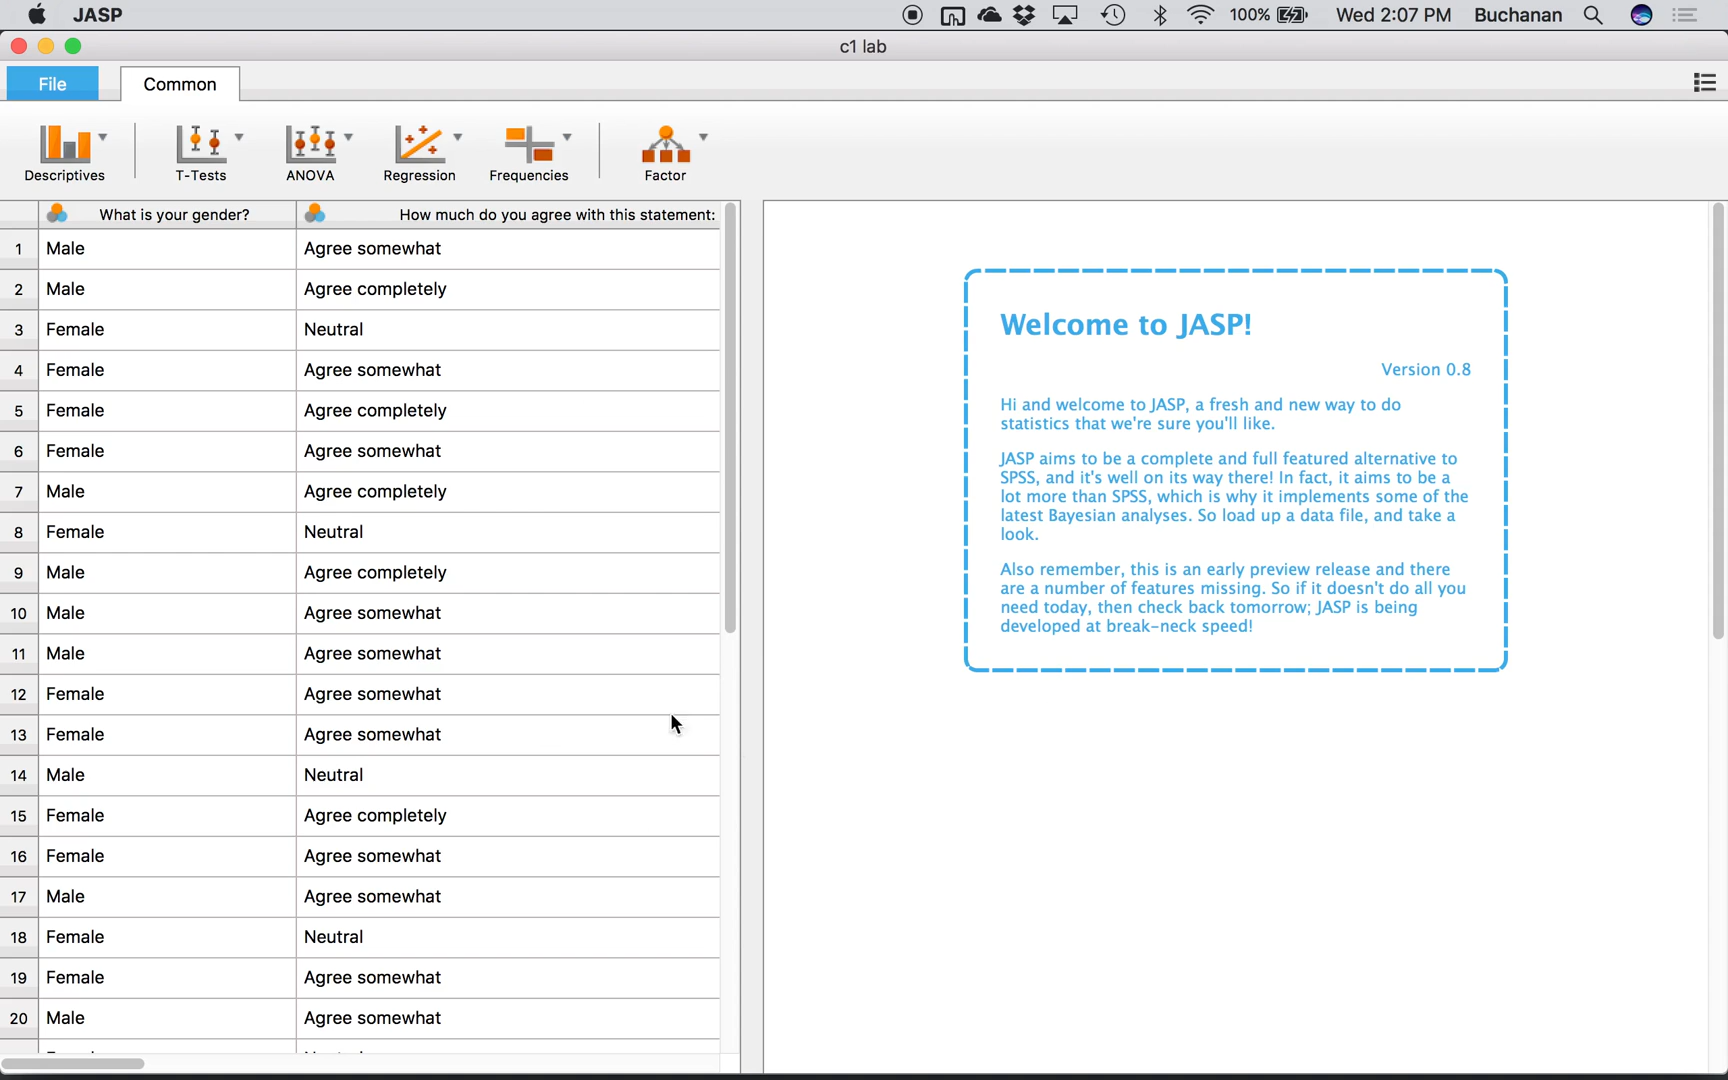 JASP
100%
Wed 2:07 PM
Buchanan
c1 lab
File
Common
Descriptives
T-Tests
ANOVA
Regression
Frequencies
Factor
What is your gender? How much do you agree with this statement:
1 Male Agree somewhat
2 Male Agree completely
3 Female Neutral
4 Female Agree somewhat
5 Female Agree completely
6 Female Agree somewhat
7 Male Agree completely
8 Female Neutral
9 Male Agree completely
10 Male Agree somewhat
11 Male Agree somewhat
12 Female Agree somewhat
13 Female Agree somewhat
14 Male Neutral
15 Female Agree completely
16 Female Agree somewhat
17 Male Agree somewhat
18 Female Neutral
19 Female Agree somewhat
20 Male Agree somewhat
Welcome to JASP!
Version 0.8
Hi and welcome to JASP, a fresh and new way to do
statistics that we're sure you'll like.
JASP aims to be a complete and full featured alternative to
SPSS, and it's well on its way there! In fact, it aims to be a
lot more than SPSS, which is why it implements some of the
latest Bayesian analyses. So load up a data file, and take a
look.
Also remember, this is an early preview release and there
are a number of features missing. So if it doesn't do all you
need today, then check back tomorrow; JASP is being
developed at break-neck speed!